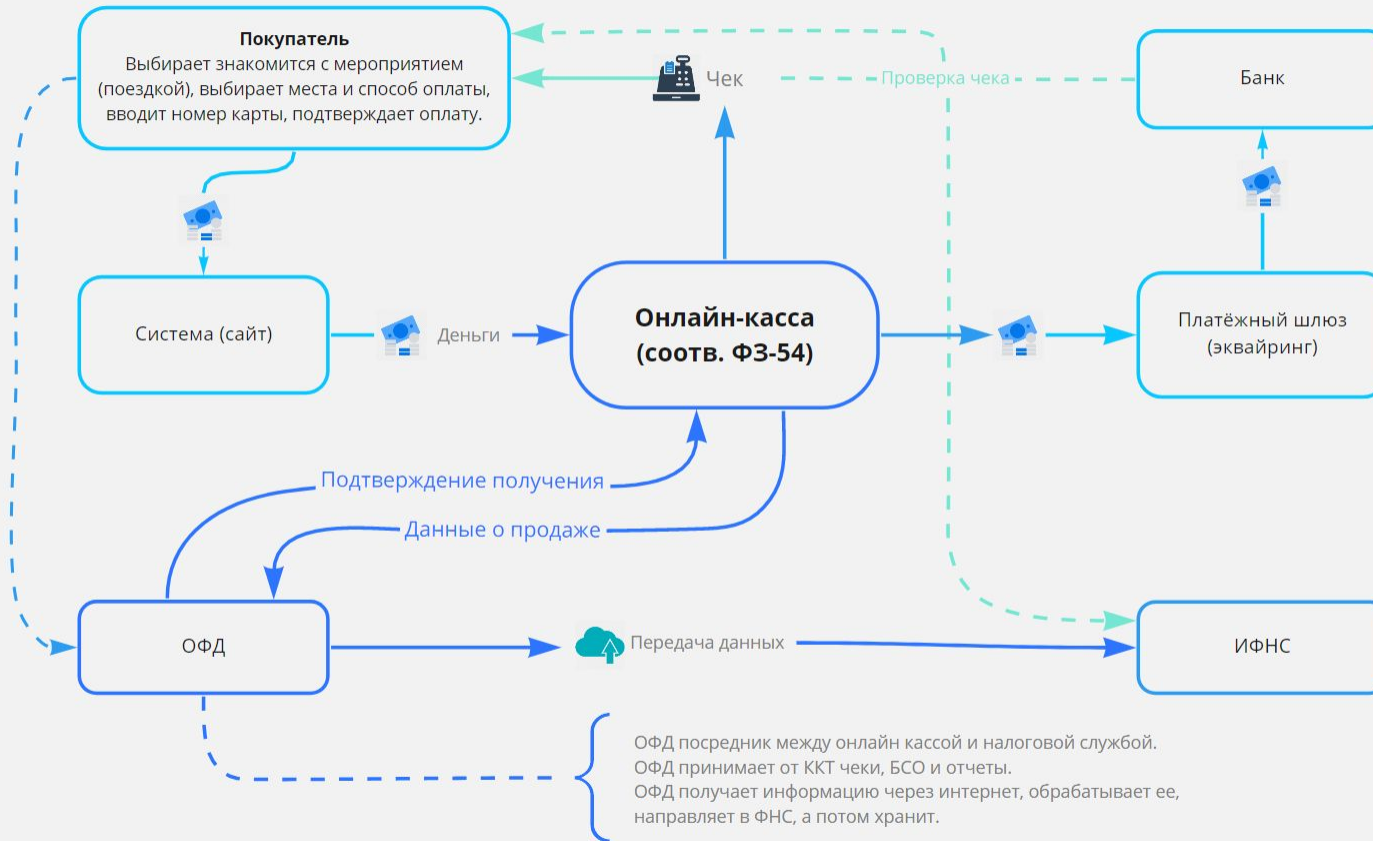 Покупатель
Выбирает знакомится с мероприятием
(поездкой), выбирает места и способ оплаты,
вводит номер карты, подтверждает оплату.
Чек
Проверка чека
Банк
Система (сайт)
Деньги
Онлайн-касса
(соотв. ФЗ-54)
Платёжный шлюз
(эквайринг)
Подтверждение получения
Данные о продаже
ОФД
Передача данных
ИФНС
ОФД посредник между онлайн кассой и налоговой службой.
ОФД принимает от ККТ чеки, БСО и отчеты.
ОФД получает информацию через интернет, обрабатывает ее,
направляет в ФНС, а потом хранит.